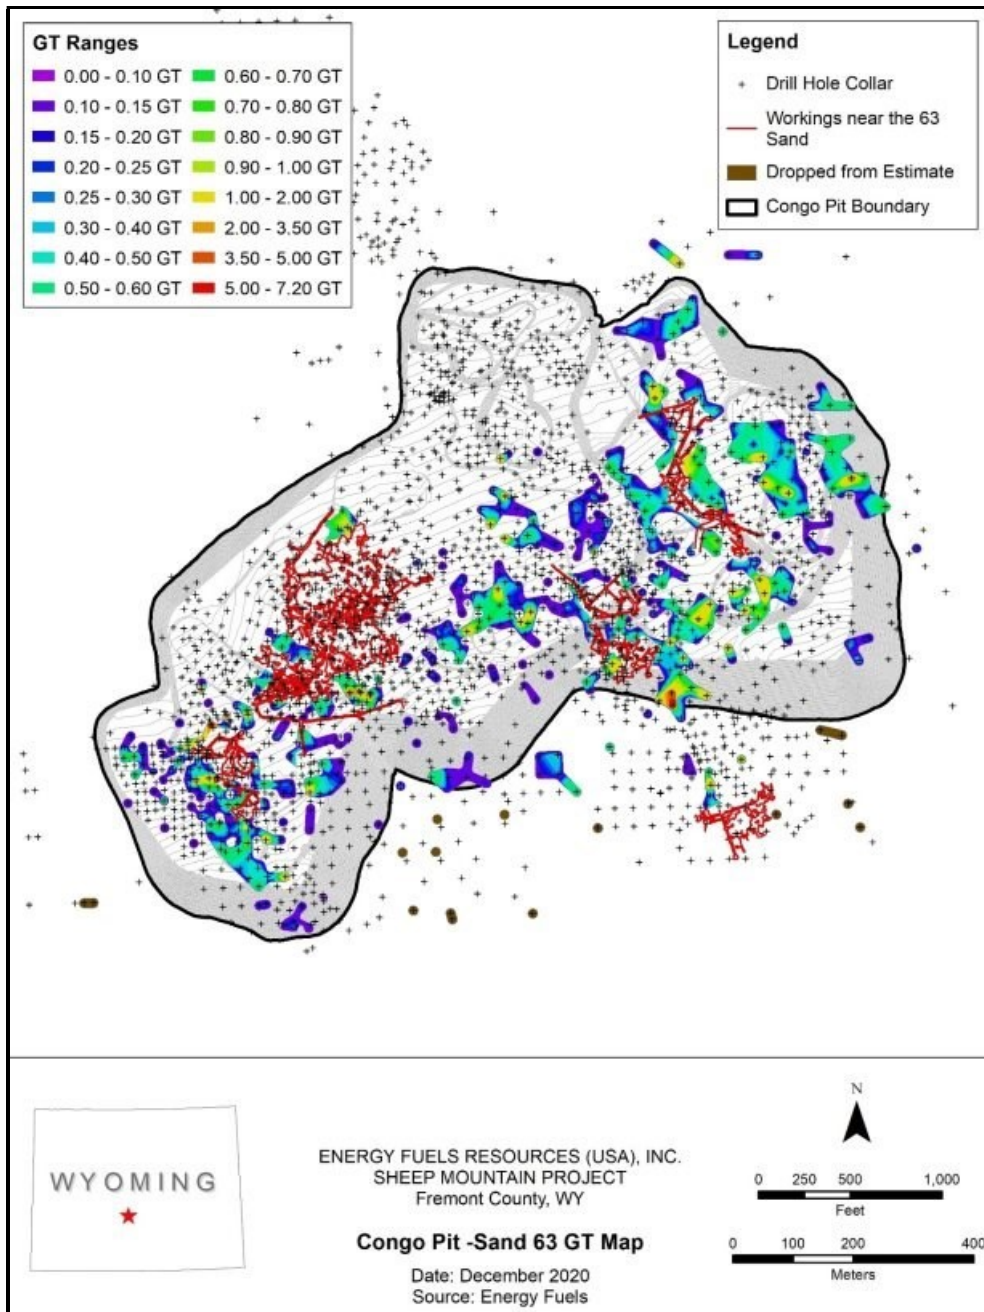 GT Ranges
0.00 - 0.10 GT
0.10 - 0.15 GT
0.15 - 0.20 GT
0.20 - 0.25 GT
0.25 - 0.30 GT
0.30 - 0.40 GT
0.40 - 0.50 GT
0.50 - 0.60 GT
0.60 - 0.70 GT
0.70 - 0.80 GT
0.80 - 0.90 GT
0.90 - 1.00 GT
1.00 - 2.00 GT
2.00 - 3.50 GT
3.50 - 5.00 GT
5.00 - 7.20 GT
Legend
Drill Hole Collar
Workings near the 63
Sand
Dropped from Estimate
Congo Pit Boundary
WYOMING
ENERGY FUELS RESOURCES (USA), INC.
SHEEP MOUNTAIN PROJECT
Fremont County, WY
Congo Pit -Sand 63 GT Map
Date: December 2020
Source: Energy Fuels
N
0 250 500 1,000
Feet
0 100 200 400
Meters